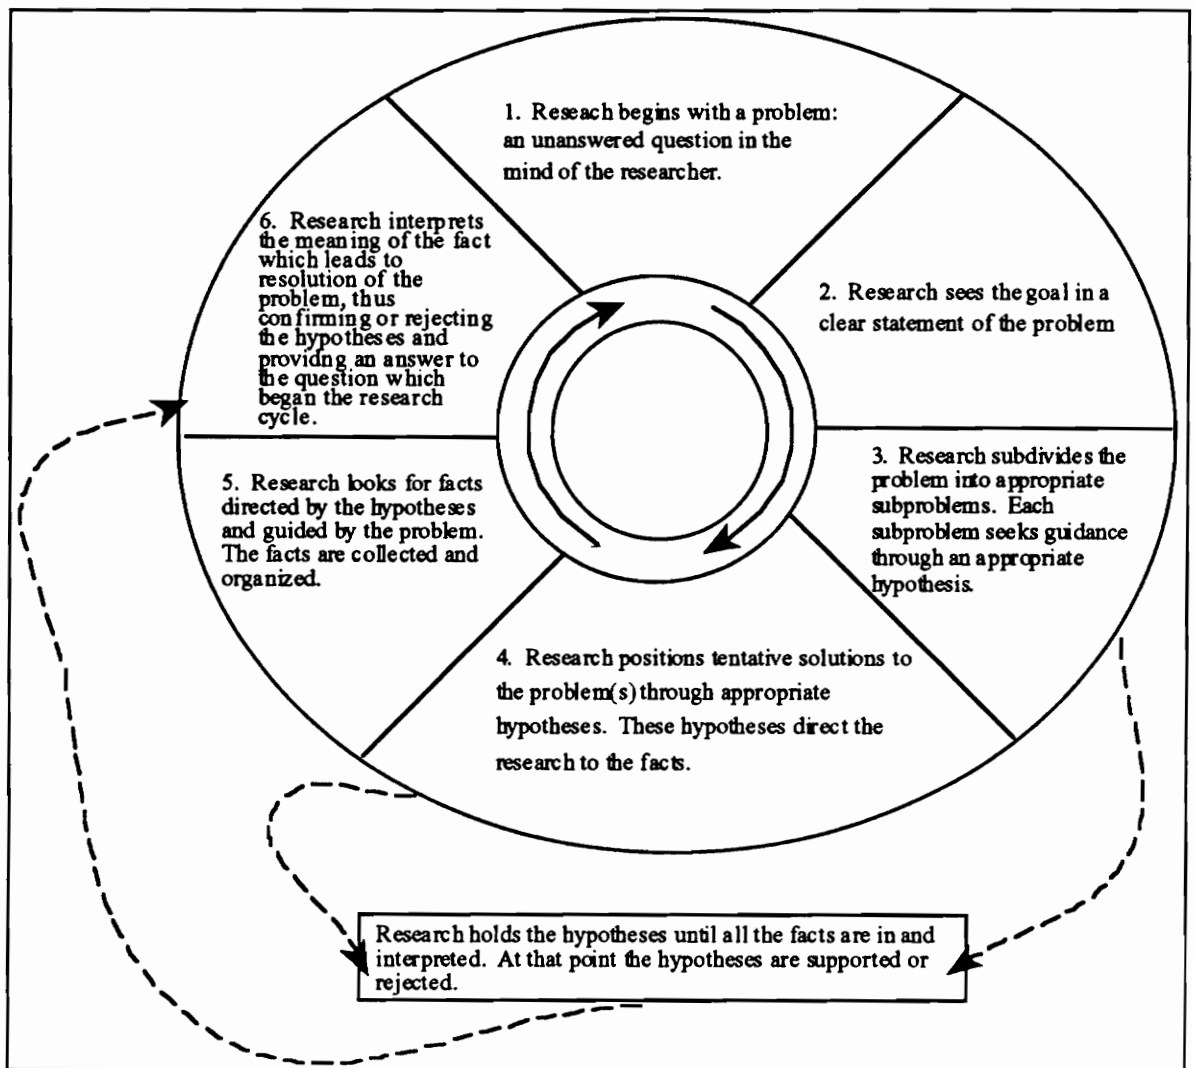 1. Reseach begins with a problem:
an unanswered question in the
mind of the researcher.
2. Research sees the goal in a
clear statement of the problem
3. Research subdivides the
problem into appropriate
subproblems. Each
subproblem seeks guidance
through an appropriate
hypothesis.
4. Research positions tentative solutions to
the problem(s) through appropriate
hypotheses. These hypotheses direct the
research to the facts.
5. Research looks for facts
directed by the hypotheses
and guided by the problem.
The facts are collected and
organized.
6. Research interprets
the meaning of the fact
which leads to
resolution of the
problem, thus
confirming or rejecting
the hypotheses and
providng an answer to
the question which
began the research
cycle.
Research holds the hypotheses until all the facts are in and
interpreted. At that point the hypotheses are supported or
rejected.